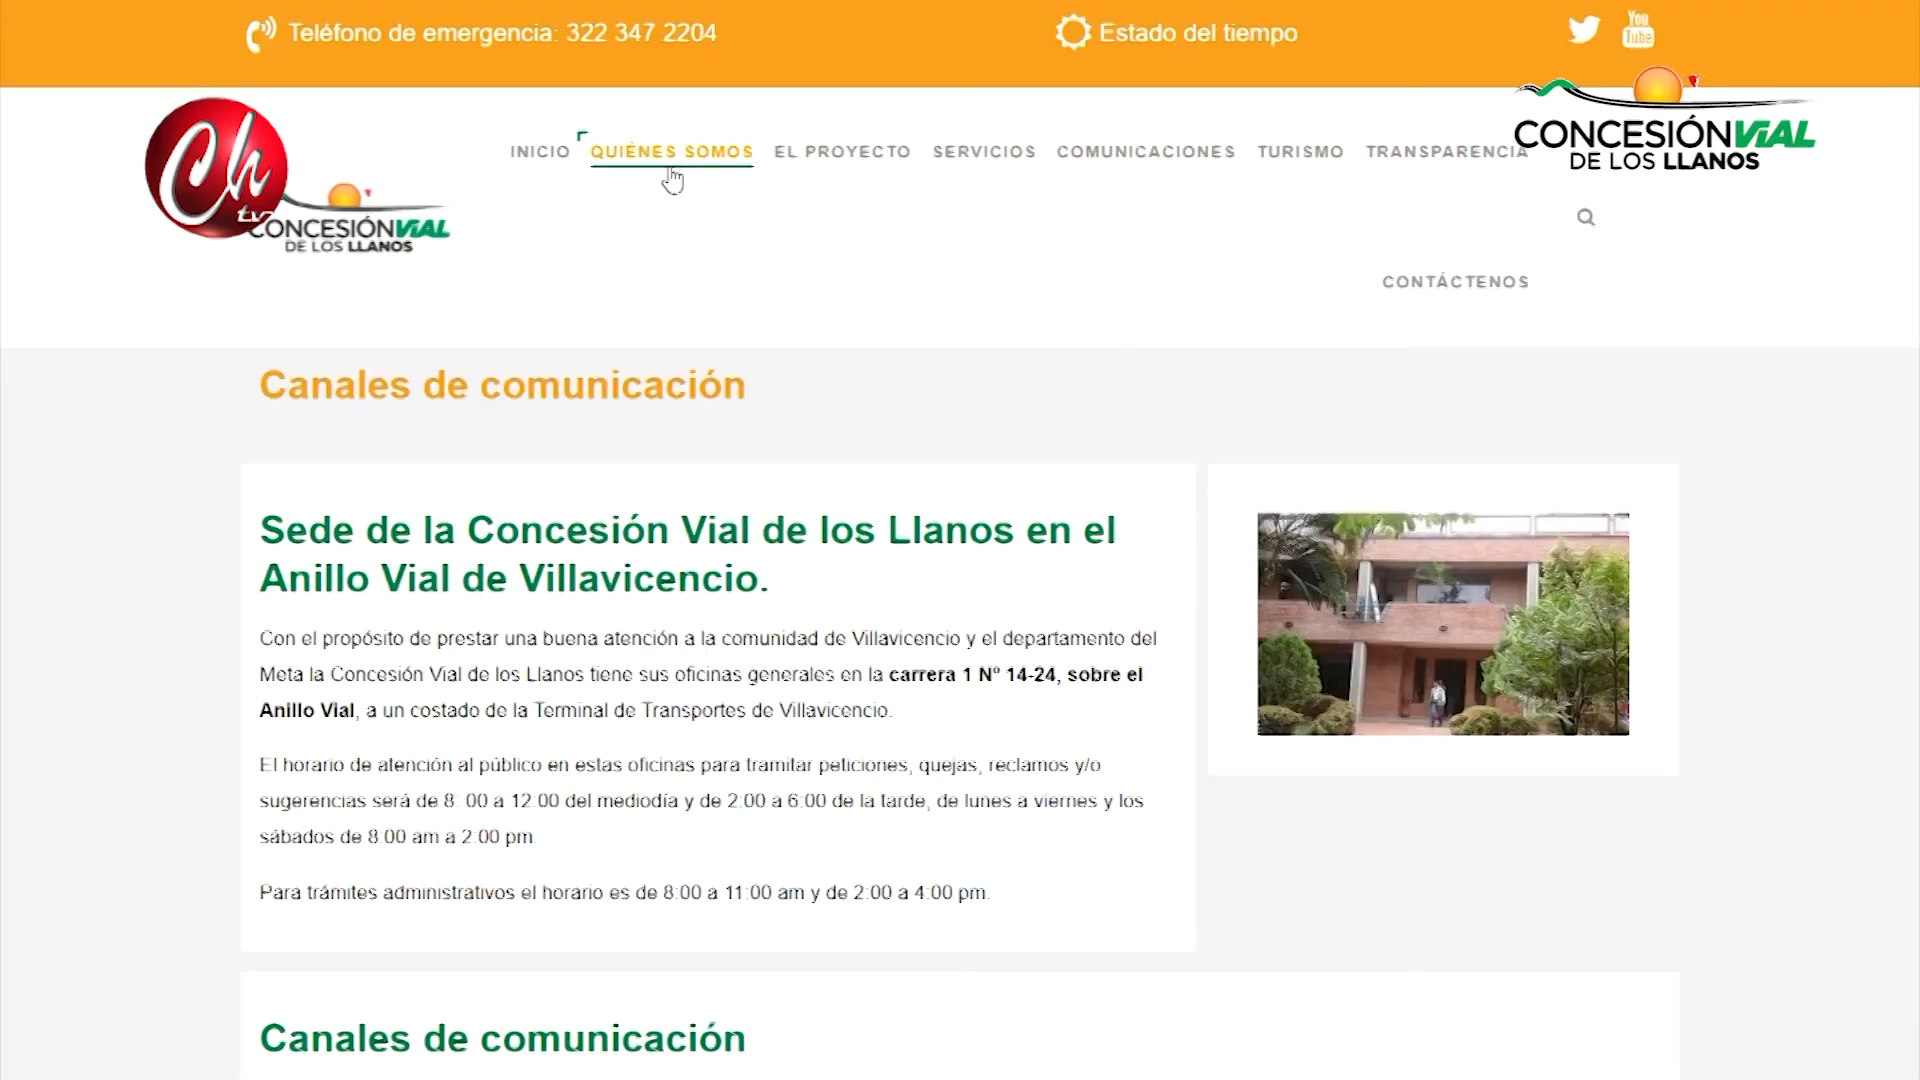 Teléfono de emergencia: 322 347 2204
Estado del tiempo
You
Tube
Ch
tv
CONCESIÓN VIAL
DE LOS LLANOS
INICIO
QUIÉNES SOMOS
EL PROYECTO
SERVICIOS
COMUNICACIONES
TURISMO
TRANSPARENCIA
CONCESIÓN VIAL
DE LOS LLANOS
CONTÁCTENOS
Canales de comunicación
Sede de la Concesión Vial de los Llanos en el
Anillo Vial de Villavicencio.
Con el propósito de prestar una buena atención a la comunidad de Villavicencio y el departamento del
Meta la Concesión Vial de los Llanos tiene sus oficinas generales en la carrera 1 Nº 14-24, sobre el
Anillo Vial, a un costado de la Terminal de Transportes de Villavicencio.
El horario de atención al público en estas oficinas para tramitar peticiones, quejas, reclamos y/o
sugerencias será de 8: 00 a 12:00 del mediodía y de 2:00 a 6:00 de la tarde, de lunes a viernes y los
sábados de 8:00 am a 2:00 pm.
Para trámites administrativos el horario es de 8:00 a 11:00 am y de 2:00 a 4:00 pm.
Canales de comunicación